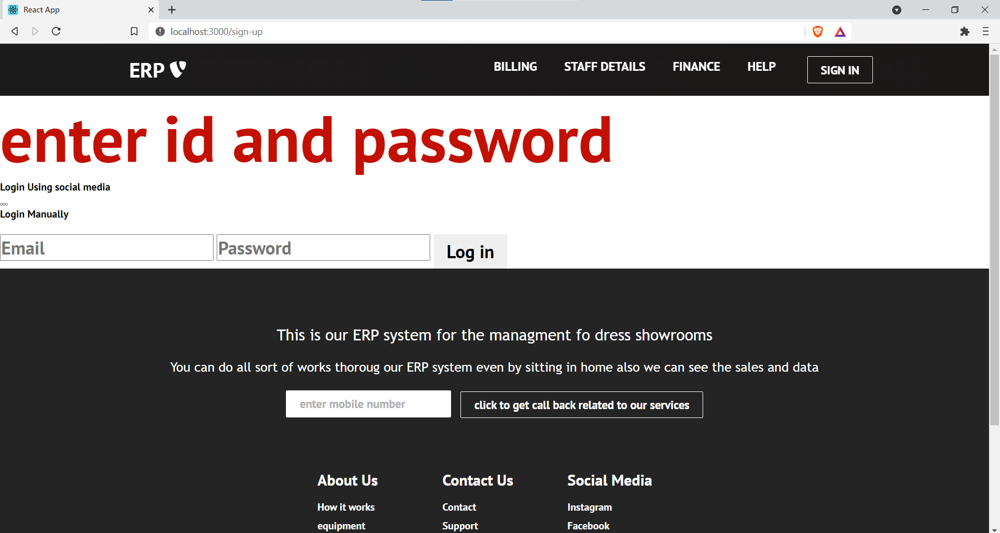 React App
localhost:3000/sign-up
ERP
BILLING
STAFF DETAILS
FINANCE
HELP
SIGN IN
enter id and password
Login Using social media
Login Manually
Email
Password
Log in
This is our ERP system for the managment fo dress showrooms
You can do all sort of works thoroug our ERP system even by sitting in home also we can see the sales and data
enter mobile number
click to get call back related to our services
About Us
Contact Us
Social Media
How it works
Contact
Instagram
equipment
Support
Facebook